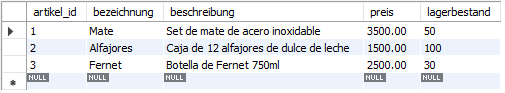 artikel_id bezeichnung beschreibung preis lagerbestand
1 Mate Set de mate de acero inoxidable 3500.00 50
2 Alfajores Caja de 12 alfajores de dulce de leche 1500.00 100
3 Fernet Botella de Fernet 750ml 2500.00 30
NULL NULL NULL NULL NULL